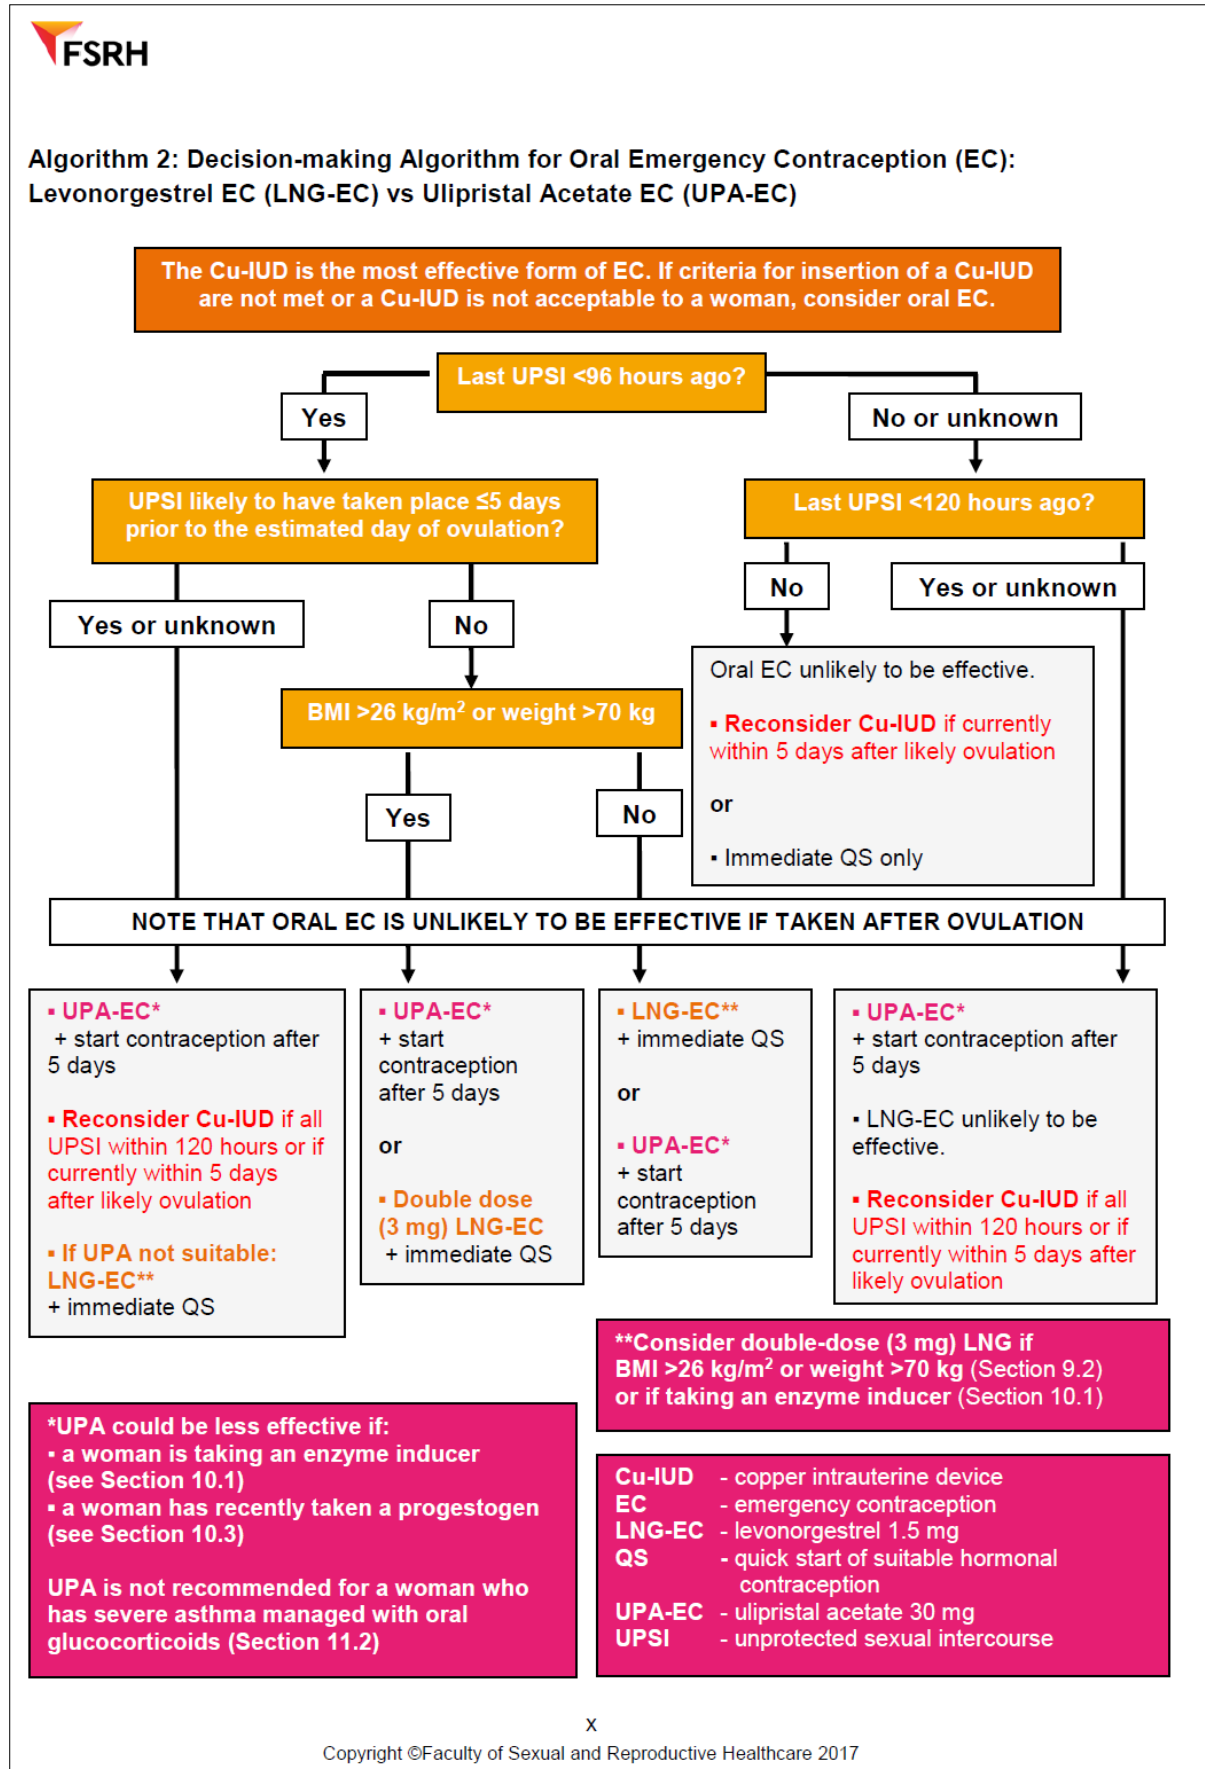 FSRH
Algorithm 2: Decision-making Algorithm for Oral Emergency Contraception (EC):
Levonorgestrel EC (LNG-EC) vs Ulipristal Acetate EC (UPA-EC)
The Cu-IUD is the most effective form of EC. If criteria for insertion of a Cu-IUD
are not met or a Cu-IUD is not acceptable to a woman, consider oral EC.
Last UPSI <96 hours ago?
Yes
No or unknown
UPSI likely to have taken place ≤5 days
prior to the estimated day of ovulation?
Last UPSI <120 hours ago?
Yes or unknown
No
No
Yes or unknown
BMI >26 kg/m² or weight >70 kg
Yes
No
Oral EC unlikely to be effective.
▪ Reconsider Cu-IUD if currently
within 5 days after likely ovulation
or
▪ Immediate QS only
NOTE THAT ORAL EC IS UNLIKELY TO BE EFFECTIVE IF TAKEN AFTER OVULATION
▪ UPA-EC*
+ start contraception after
5 days
▪ Reconsider Cu-IUD if all
UPSI within 120 hours or if
currently within 5 days
after likely ovulation
▪ If UPA not suitable:
LNG-EC**
+ immediate QS
▪ UPA-EC*
+ start
contraception
after 5 days
or
▪ Double dose
(3 mg) LNG-EC
+ immediate QS
▪ LNG-EC**
+ immediate QS
or
▪ UPA-EC*
+ start
contraception
after 5 days
▪ UPA-EC*
+ start contraception after
5 days
▪ LNG-EC unlikely to be
effective.
▪ Reconsider Cu-IUD if all
UPSI within 120 hours or if
currently within 5 days after
likely ovulation
**Consider double-dose (3 mg) LNG if
BMI >26 kg/m² or weight >70 kg (Section 9.2)
or if taking an enzyme inducer (Section 10.1)
*UPA could be less effective if:
▪ a woman is taking an enzyme inducer
(see Section 10.1)
▪ a woman has recently taken a progestogen
(see Section 10.3)
UPA is not recommended for a woman who
has severe asthma managed with oral
glucocorticoids (Section 11.2)
Cu-IUD - copper intrauterine device
EC - emergency contraception
LNG-EC - levonorgestrel 1.5 mg
QS - quick start of suitable hormonal
contraception
UPA-EC - ulipristal acetate 30 mg
UPSI - unprotected sexual intercourse
x
Copyright ©Faculty of Sexual and Reproductive Healthcare 2017